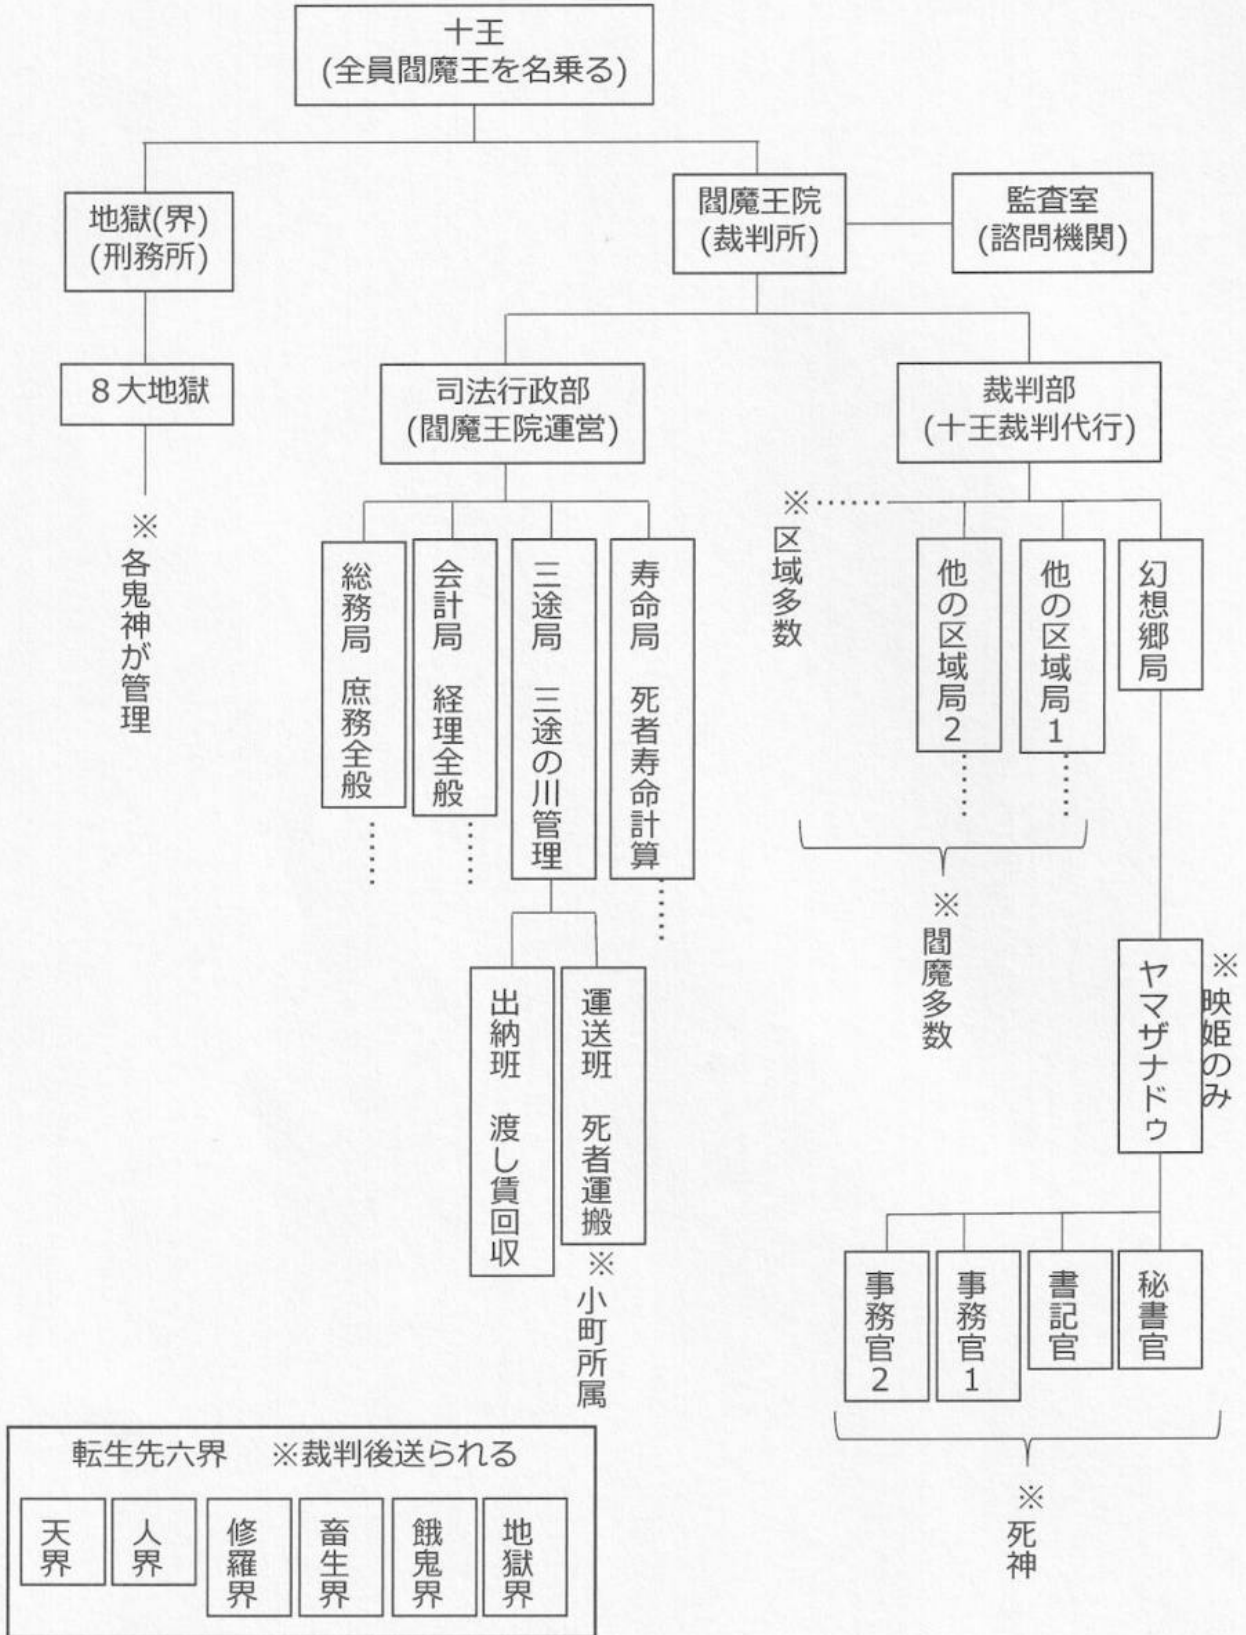 十王
(全員閻魔王を名乗る)
地獄(界)
(刑務所)
閻魔王院
(裁判所)
監査室
(諮問機関)
8大地獄
※各鬼神が管理
司法行政部
(閻魔王院運営)
裁判部
(十王裁判代行)
総務局 庶務全般
……
会計局 経理全般
……
三途局 三途の川管理
寿命局 死者寿命計算
……
出納班 渡し賃回収
運送班 死者運搬
※小町所属
※区域多数
……
他の区域局2
……
他の区域局1
……
幻想郷局
※閻魔多数
ヤマザナドゥ
※映姫のみ
事務官2
事務官1
書記官
秘書官
※死神
転生先六界 ※裁判後送られる
天界
人界
修羅界
畜生界
餓鬼界
地獄界